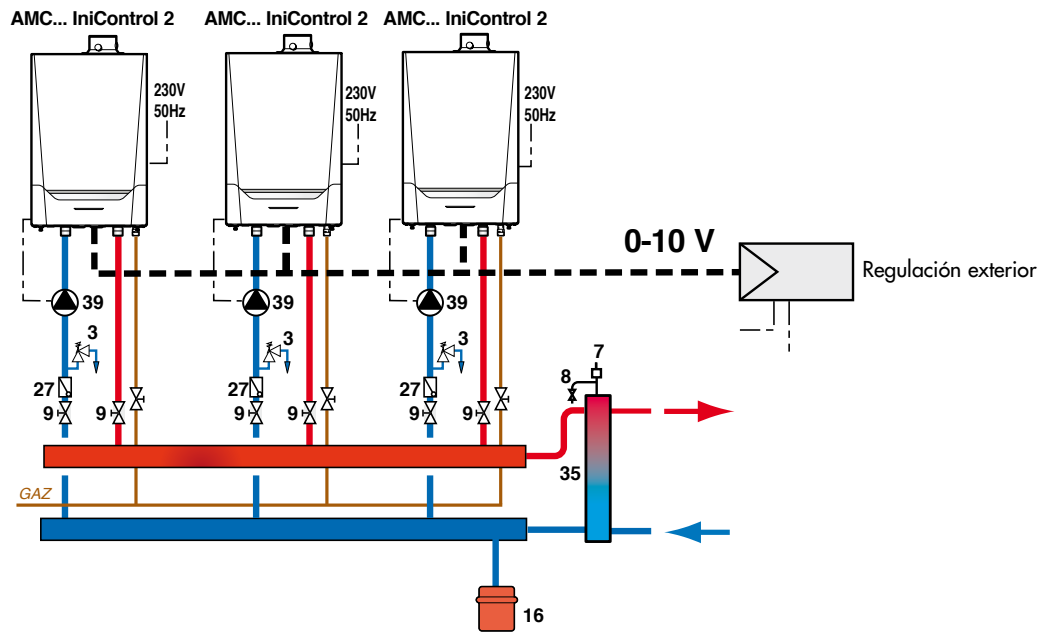 AMC... IniControl 2 AMC... IniControl 2 AMC... IniControl 2
230V
50Hz
230V
50Hz
230V
50Hz
0-10 V
Regulación exterior
39
39
39
3
3
3
7
8
27
27
27
9
9
9
9
9
9
35
GAZ
16